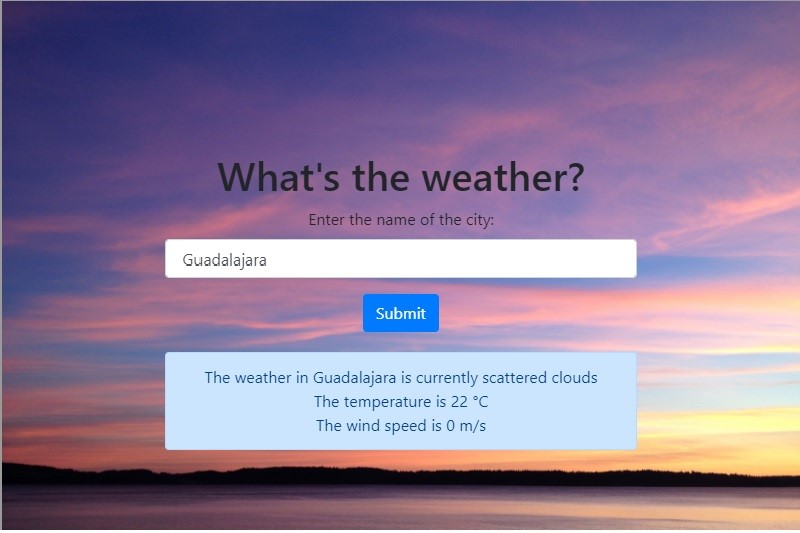 What's the weather?
Enter the name of the city:
Guadalajara
Submit
The weather in Guadalajara is currently scattered clouds
The temperature is 22 °C
The wind speed is 0 m/s